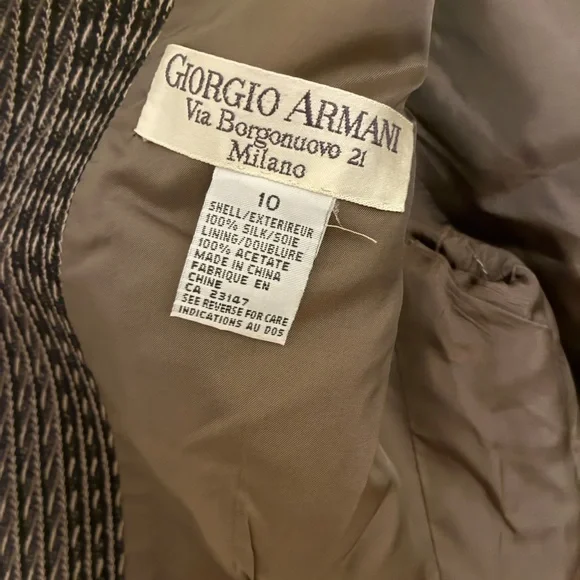 GIORGIO ARMANI
Via Borgonuovo 21
Milano
10
SHELL/EXTERIREUR
100% SILK/SOIE
LINING/DOUBLURE
100% ACETATE
MADE IN CHINA
FABRIQUE EN
CHINE
CA 23147
SEE REVERSE FOR CARE
INDICATIONS AU DOS